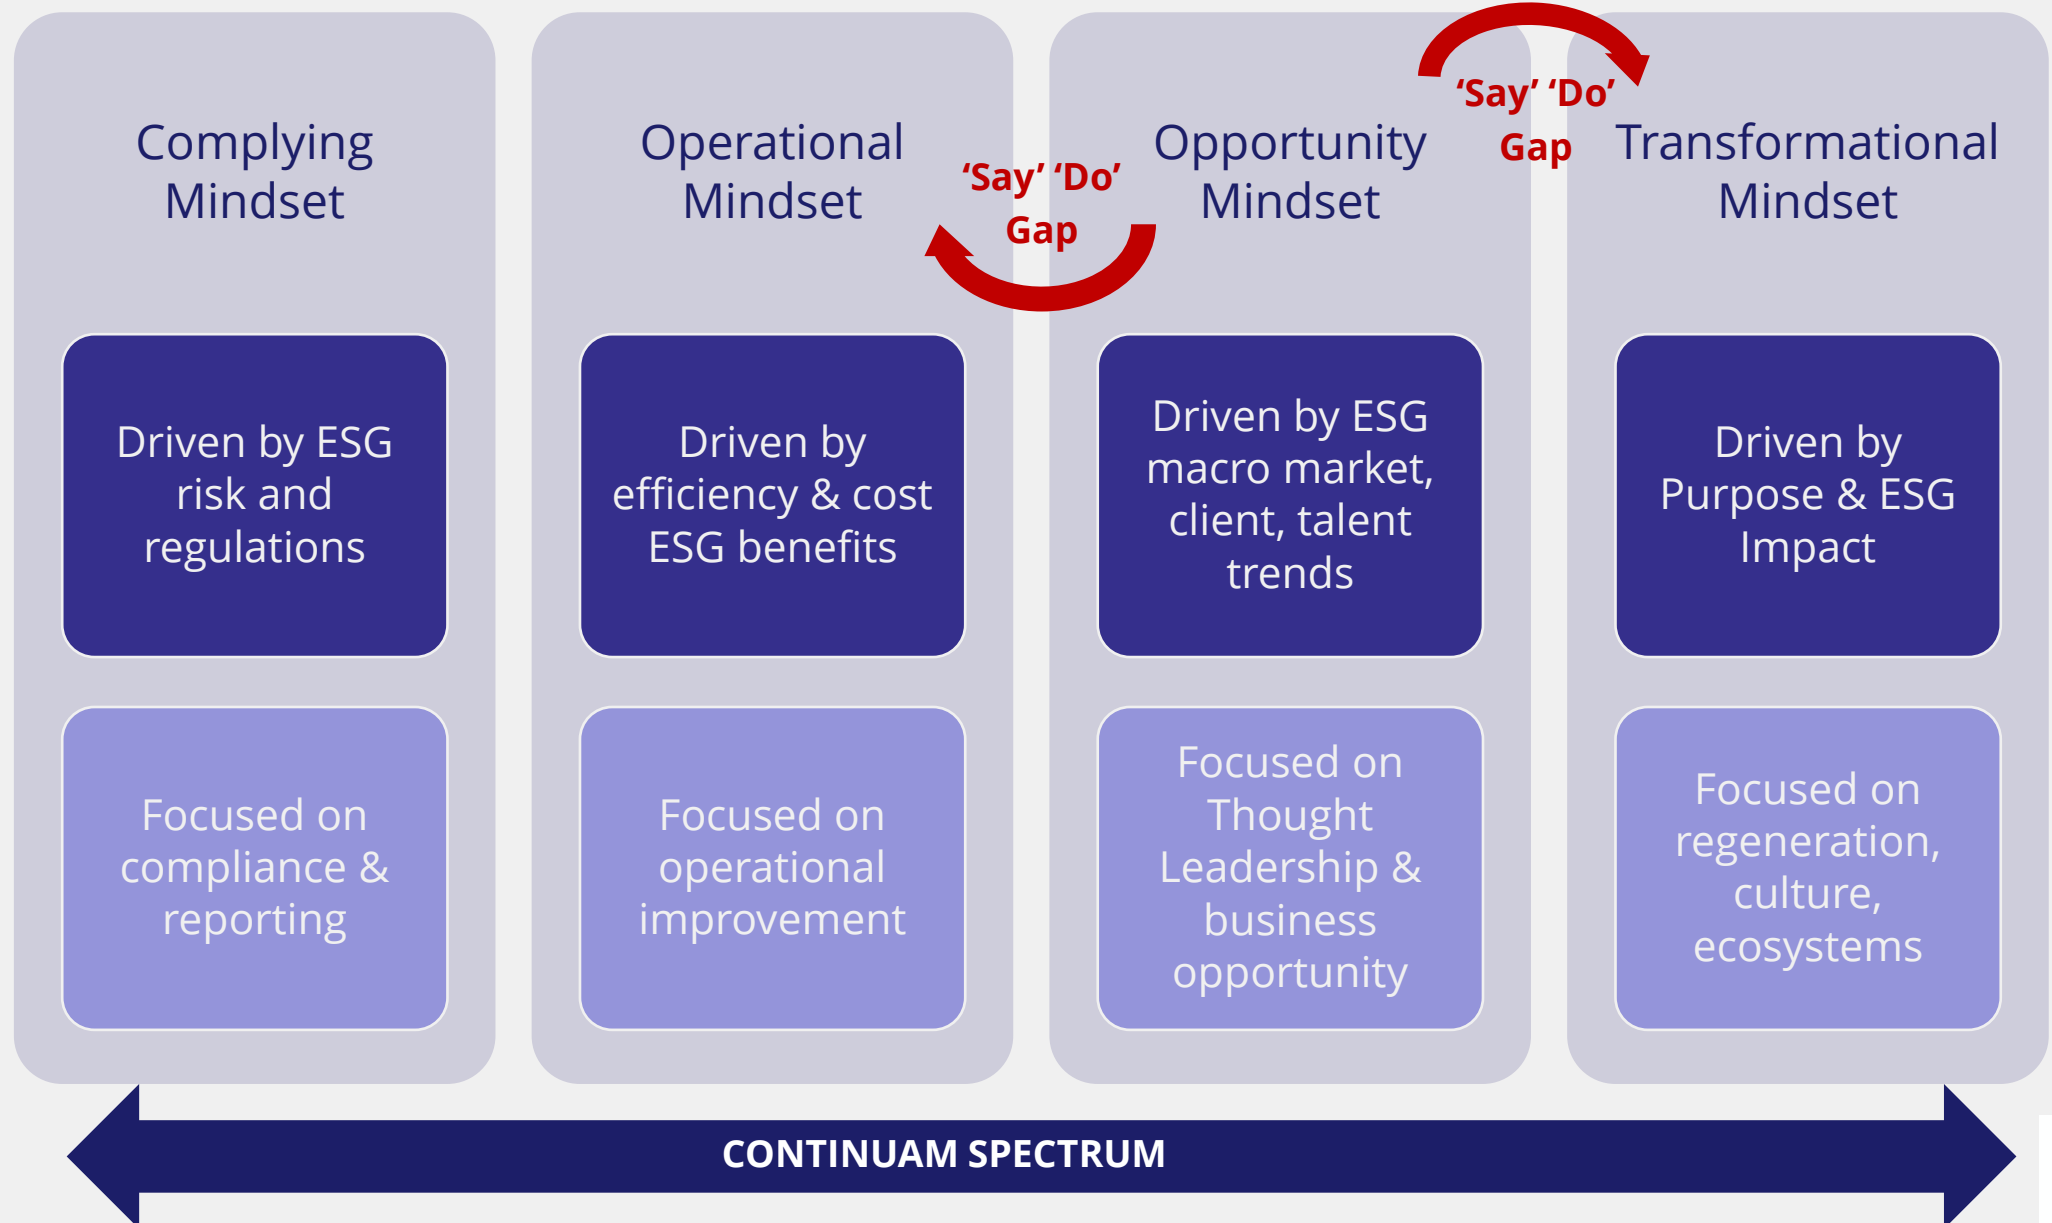 Complying
Mindset
Driven by ESG
risk and
regulations
Focused on
compliance &
reporting
Operational
Mindset
Driven by
efficiency & cost
ESG benefits
Focused on
operational
improvement
‘Say’ ‘Do’
Gap
Opportunity
Mindset
Driven by ESG
macro market,
client, talent
trends
Focused on
Thought
Leadership &
business
opportunity
‘Say’ ‘Do’
Gap
Transformational
Mindset
Driven by
Purpose & ESG
Impact
Focused on
regeneration,
culture,
ecosystems
CONTINUAM SPECTRUM